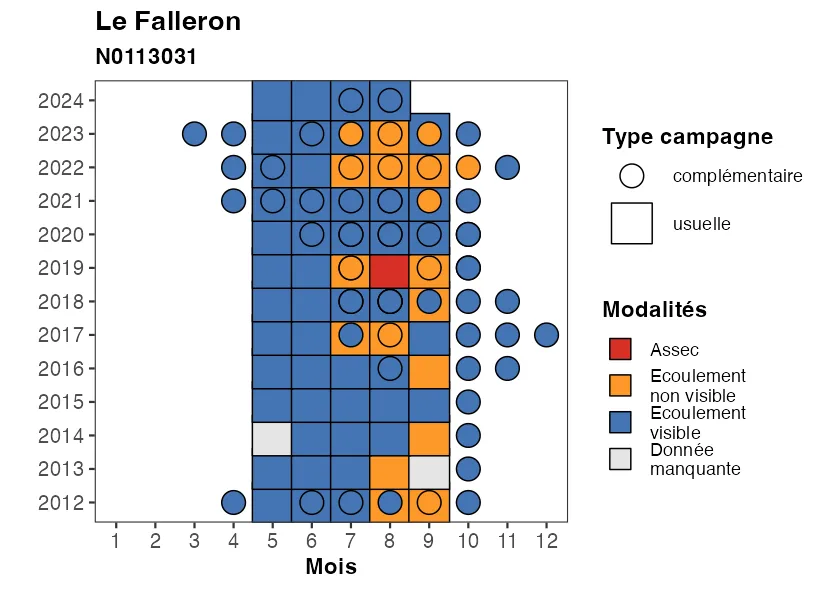 Le Falleron
N0113031
2024
2023
2022
2021
2020
2019
2018
2017
2016
2015
2014
2013
2012
1 2 3 4 5 6 7 8 9 10 11 12
Mois
Type campagne
complémentaire
usuelle
Modalités
Assec
Ecoulement
non visible
Ecoulement
visible
Donnée
manquante